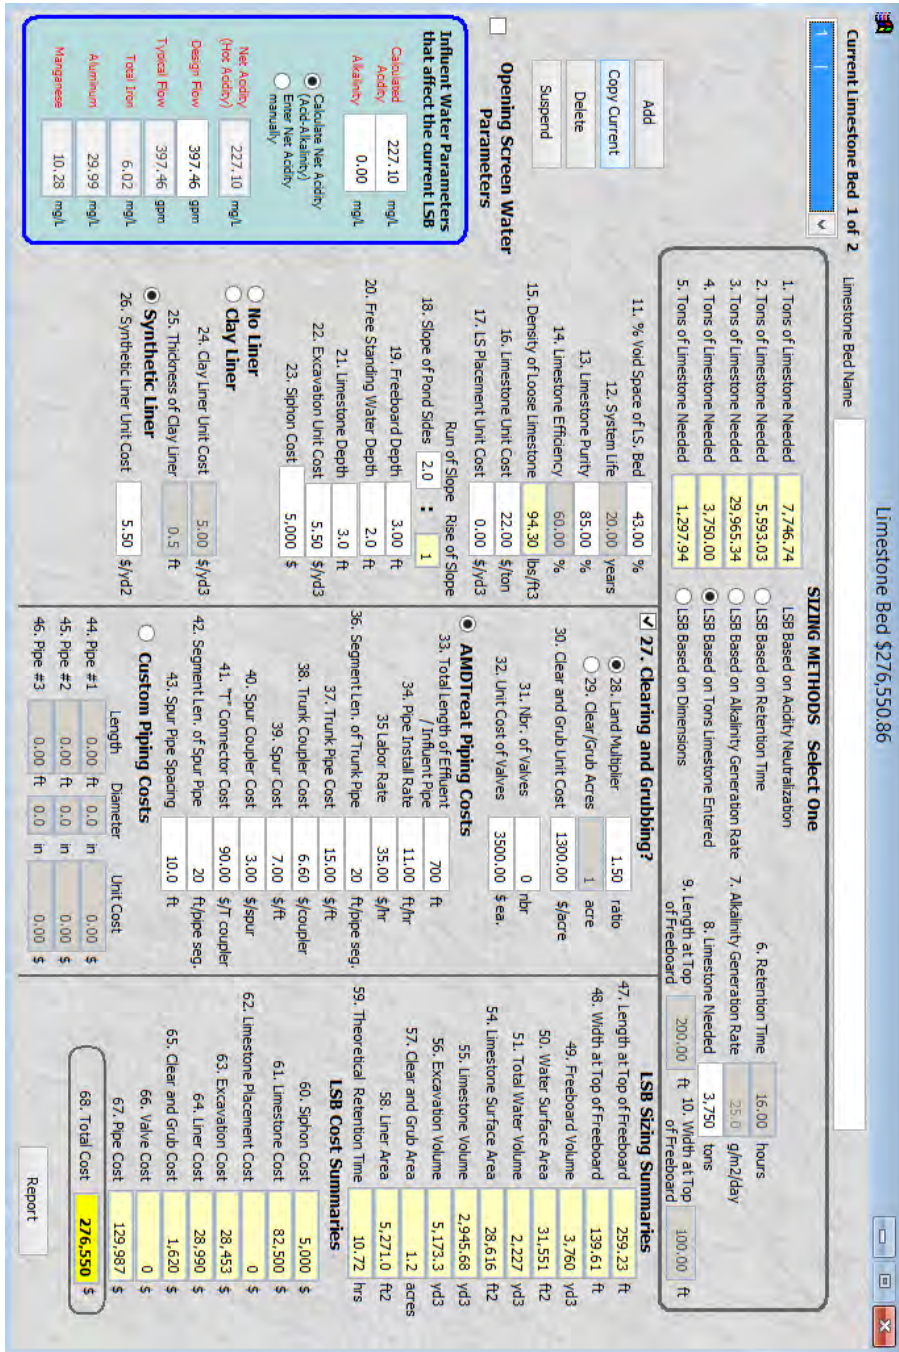 Limestone Bed $276,550.86
Current Limestone Bed 1 of 2
Limestone Bed Name
1
Add
Copy Current
Delete
Suspend
Opening Screen Water
Parameters
Influent Water Parameters
that affect the current LSB
Calculated
Acidity 227.10 mg/L
Alkalinity 0.00 mg/L
Calculate Net Acidity
(Acid-Alkalinity)
Enter Net Acidity
manually
Net Acidity
(Hot Acidity) 227.10 mg/L
Design Flow 397.46 gpm
Typical Flow 397.46 gpm
Total Iron 6.02 mg/L
Aluminum 29.99 mg/L
Manganese 10.28 mg/L
SIZING METHODS Select One
1. Tons of Limestone Needed 7,746.74 LSB Based on Acidity Neutralization
2. Tons of Limestone Needed 5,593.03 LSB Based on Retention Time 6. Retention Time 16.00 hours
3. Tons of Limestone Needed 29,965.34 LSB Based on Alkalinity Generation Rate 7. Alkalinity Generation Rate 25.0 g/m2/day
4. Tons of Limestone Needed 3,750.00 LSB Based on Tons Limestone Entered 8. Limestone Needed 3,750 tons
5. Tons of Limestone Needed 1,297.94 LSB Based on Dimensions 9. Length at Top
of Freeboard 200.00 ft 10. Width at Top
of Freeboard 100.00 ft
11. % Void Space of LS. Bed 43.00 %
12. System Life 20.00 years
13. Limestone Purity 85.00 %
14. Limestone Efficiency 60.00 %
15. Density of Loose Limestone 94.30 lbs/ft3
16. Limestone Unit Cost 22.00 $/ton
17. LS Placement Unit Cost 0.00 $/yd3
Run of Slope Rise of Slope
18. Slope of Pond Sides 2.0 : 1
19. Freeboard Depth 3.00 ft
20. Free Standing Water Depth 2.0 ft
21. Limestone Depth 3.0 ft
22. Excavation Unit Cost 5.50 $/yd3
23. Siphon Cost 5,000 $
No Liner
Clay Liner
24. Clay Liner Unit Cost 5.00 $/yd3
25. Thickness of Clay Liner 0.5 ft
Synthetic Liner
26. Synthetic Liner Unit Cost 5.50 $/yd2
27. Clearing and Grubbing?
28. Land Multiplier 1.50 ratio
29. Clear/Grub Acres 1 acre
30. Clear and Grub Unit Cost 1300.00 $/acre
31. Nbr. of Valves 0 nbr
32. Unit Cost of Valves 3500.00 $ ea.
AMDTreat Piping Costs
33. Total Length of Effluent
/ Influent Pipe 700 ft
34. Pipe Install Rate 11.00 ft/hr
35 Labor Rate 35.00 $/hr
36. Segment Len. of Trunk Pipe 20 ft/pipe seg.
37. Trunk Pipe Cost 15.00 $/ft
38. Trunk Coupler Cost 6.60 $/coupler
39. Spur Cost 7.00 $/ft
40. Spur Coupler Cost 3.00 $/spur
41. "T" Connector Cost 90.00 $/T coupler
42. Segment Len. of Spur Pipe 20 ft/pipe seg.
43. Spur Pipe Spacing 10.0 ft
Custom Piping Costs
Length Diameter Unit Cost
44. Pipe #1 0.00 ft 0.0 in 0.00 $
45. Pipe #2 0.00 ft 0.0 in 0.00 $
46. Pipe #3 0.00 ft 0.0 in 0.00 $
LSB Sizing Summaries
47. Length at Top of Freeboard 259.23 ft
48. Width at Top of Freeboard 139.61 ft
49. Freeboard Volume 3,760 yd3
50. Water Surface Area 31,551 ft2
51. Total Water Volume 2,227 yd3
54. Limestone Surface Area 28,616 ft2
55. Limestone Volume 2,945.68 yd3
56. Excavation Volume 5,173.3 yd3
57. Clear and Grub Area 1.2 acres
58. Liner Area 5,271.0 ft2
59. Theoretical Retention Time 10.72 hrs
LSB Cost Summaries
60. Siphon Cost 5,000 $
61. Limestone Cost 82,500 $
62. Limestone Placement Cost 0 $
63. Excavation Cost 28,453 $
64. Liner Cost 28,990 $
65. Clear and Grub Cost 1,620 $
66. Valve Cost 0 $
67. Pipe Cost 129,987 $
68. Total Cost 276,550 $
Report